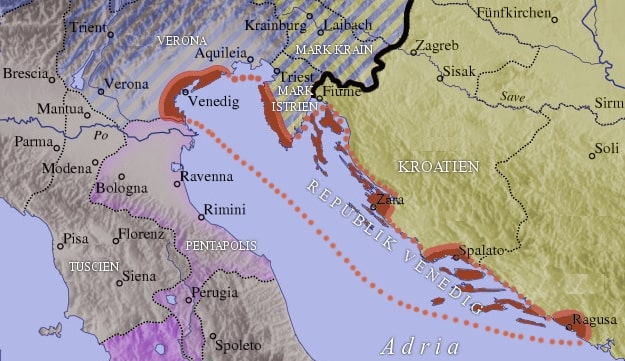 Fünfkirchen
Krainburg
Laibach
Trient
VERONA
MARK KRAIN
Zagreb
Aquileja
Brescia
Triest
Sisak
Verona
Venedig
MARK
ISTRIEN
Fiume
Save
Sirm
Mantua
Po
Parma
Soli
Modena
KROATIEN
Bologna
Ravenna
Zara
Rimini
REPUBLIK VENEDIG
Pisa
Florenz
PENTAPOLIS
Spalato
TUSCIEN
Siena
Perugia
Ragusa
Spoleto
Adria